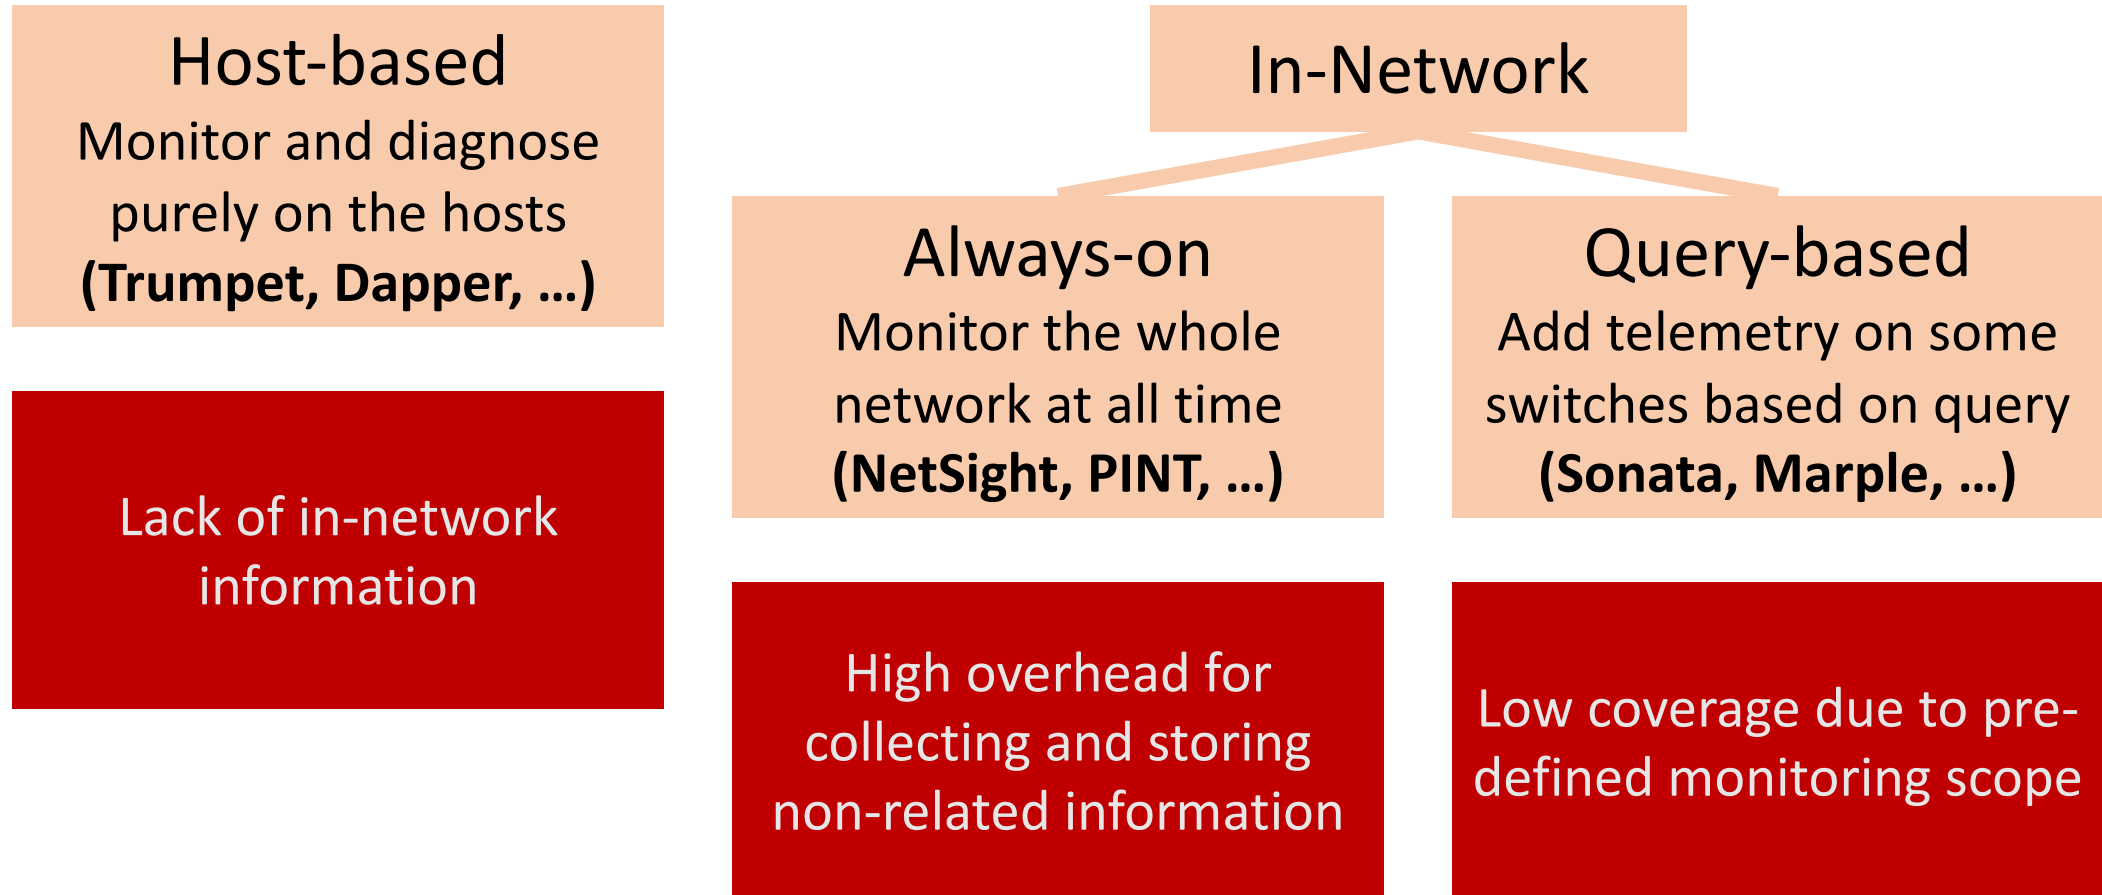 Host-based
Monitor and diagnose
purely on the hosts
(Trumpet, Dapper, …)
Lack of in-network
information
In-Network
Always-on
Monitor the whole
network at all time
(NetSight, PINT, …)
High overhead for
collecting and storing
non-related information
Query-based
Add telemetry on some
switches based on query
(Sonata, Marple, …)
Low coverage due to pre-
defined monitoring scope